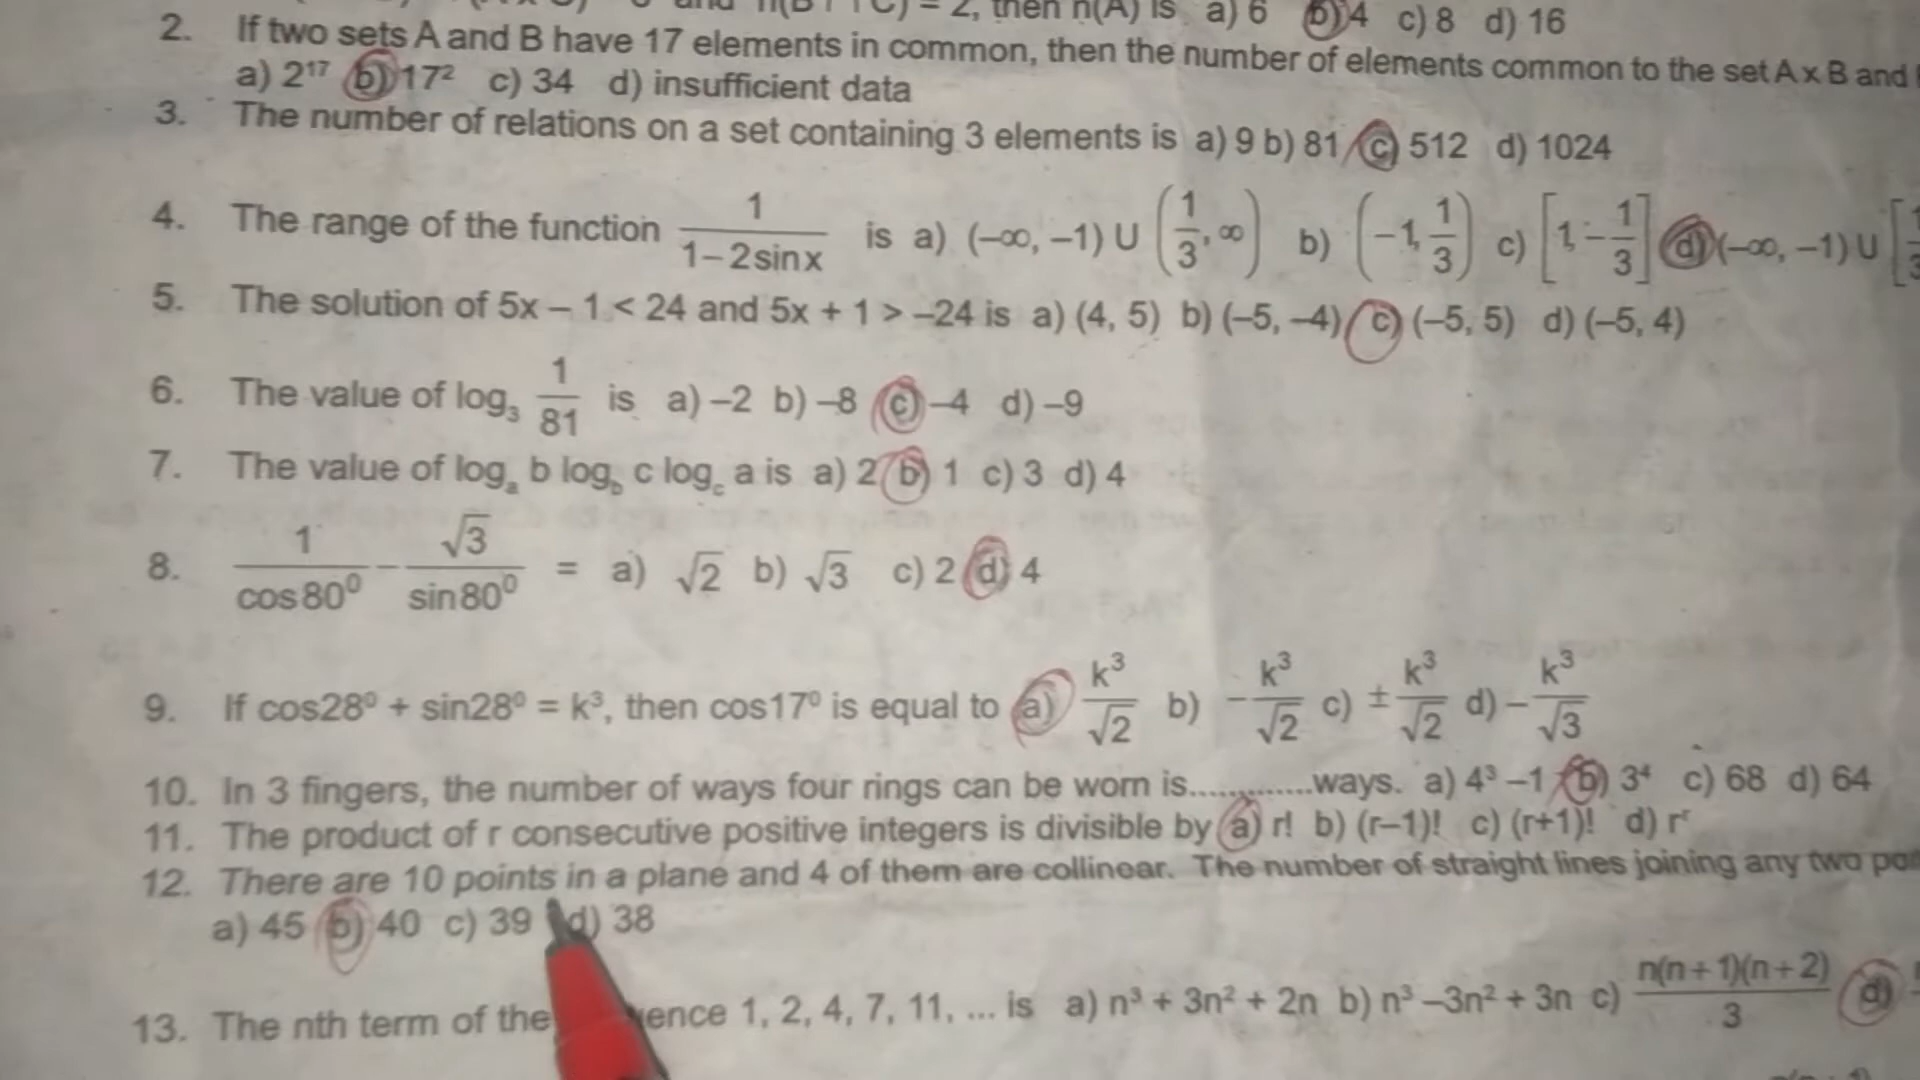 = 2, then n(A) is a) 6 b) 4 c) 8 d) 16
2. If two sets A and B have 17 elements in common, then the number of elements common to the set A x B and
a) 2¹⁷ b) 17² c) 34 d) insufficient data
3. The number of relations on a set containing 3 elements is a) 9 b) 81 c) 512 d) 1024
4. The range of the function 1/(1–2sinx) is a) (–∞, –1) ∪ (1/3, ∞) b) (–1, 1/3) c) [1, –1/3] d) (–∞, –1) ∪ [
5. The solution of 5x – 1 < 24 and 5x + 1 > –24 is a) (4, 5) b) (–5, –4) c) (–5, 5) d) (–5, 4)
6. The value of log₃ 1/81 is a) –2 b) –8 c) –4 d) –9
7. The value of logₐ b log_b c log_c a is a) 2 b) 1 c) 3 d) 4
8. 1/cos80⁰ – √3/sin80⁰ = a) √2 b) √3 c) 2 d) 4
9. If cos28⁰ + sin28⁰ = k³, then cos17⁰ is equal to a) k³/√2 b) –k³/√2 c) ± k³/√2 d) –k³/√3
10. In 3 fingers, the number of ways four rings can be worn is.............ways. a) 4³ –1 b) 3⁴ c) 68 d) 64
11. The product of r consecutive positive integers is divisible by a) r! b) (r–1)! c) (r+1)! d) rʳ
12. There are 10 points in a plane and 4 of them are collinear. The number of straight lines joining any two
a) 45 b) 40 c) 39 d) 38
13. The nth term of the 1, 2, 4, 7, 11, ... is a) n³ + 3n² + 2n b) n³ –3n² + 3n c) n(n+1)(n+2)/3 d)